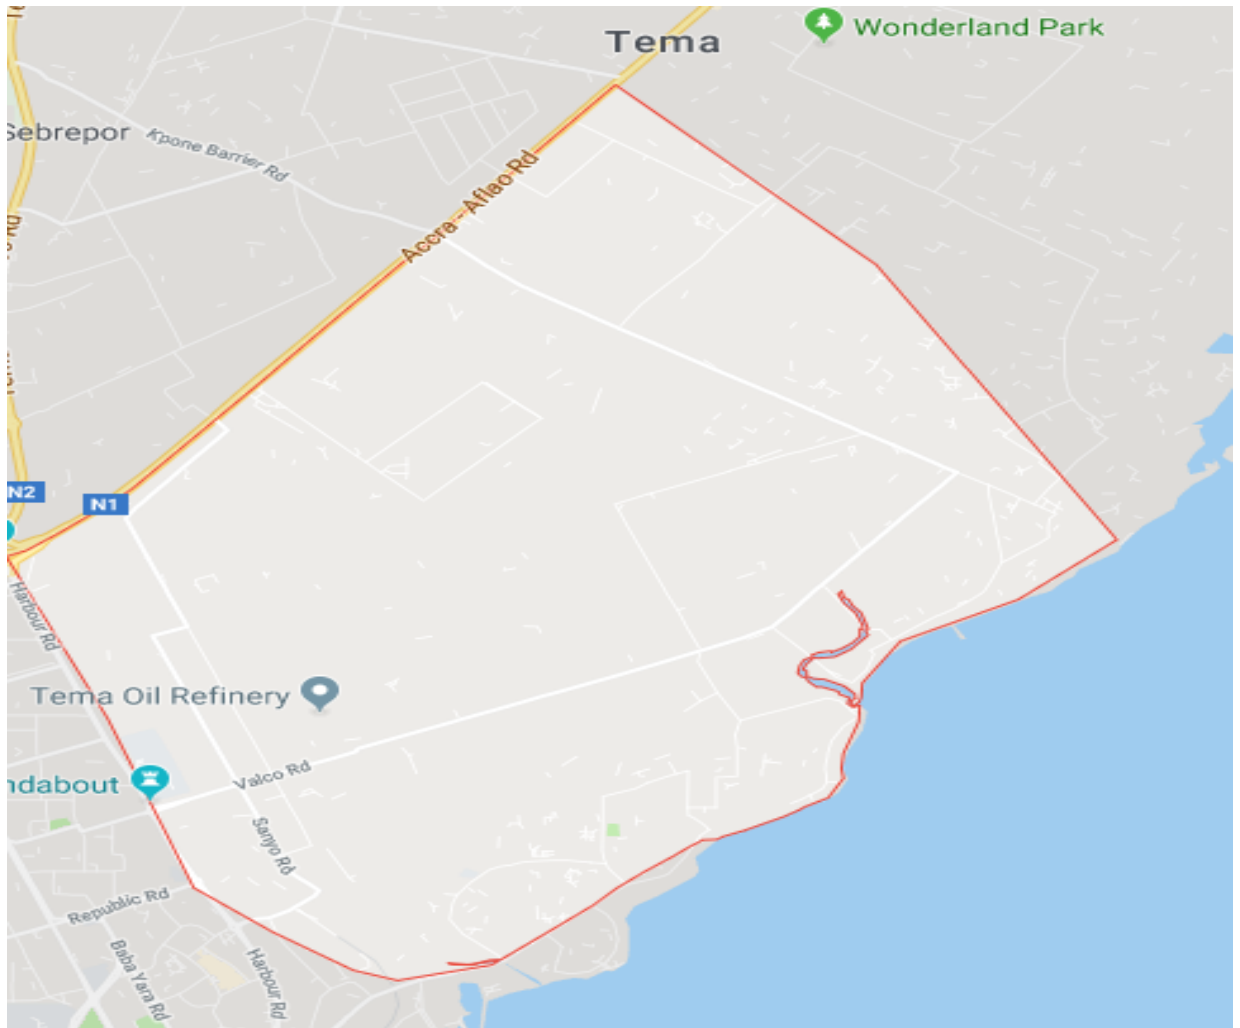 Tema
Wonderland Park
Sebrepor
Kpone Barrier Rd
Accra - Aflao Rd
N2
N1
Harbour Rd
Tema Oil Refinery
ndabout
Valco Rd
Sanyo Rd
Republic Rd
Baba Yara Rd
Harbour Rd